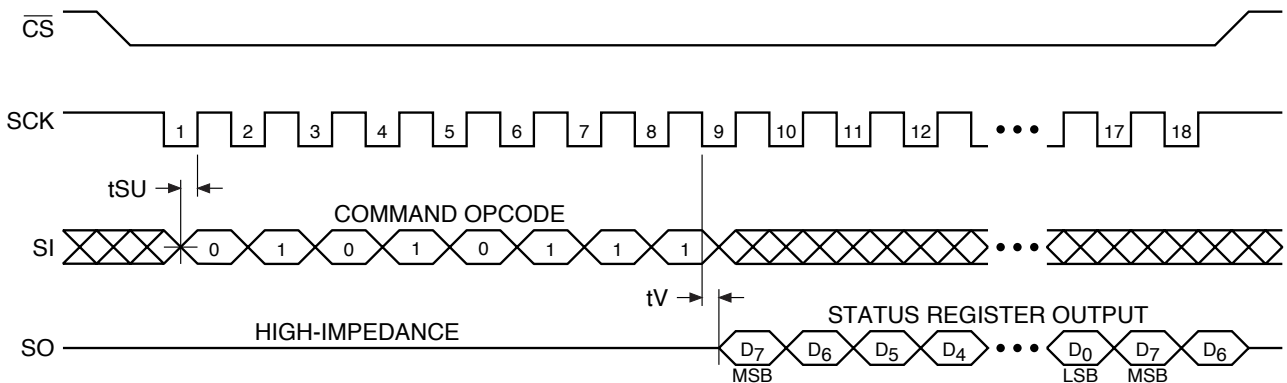 CS
SCK 1 2 3 4 5 6 7 8 9 10 11 12 ••• 17 18
tSU
COMMAND OPCODE
SI 0 1 0 1 0 1 1 1 •••
tV
HIGH-IMPEDANCE STATUS REGISTER OUTPUT
SO D7 D6 D5 D4 ••• D0 D7 D6
MSB LSB MSB